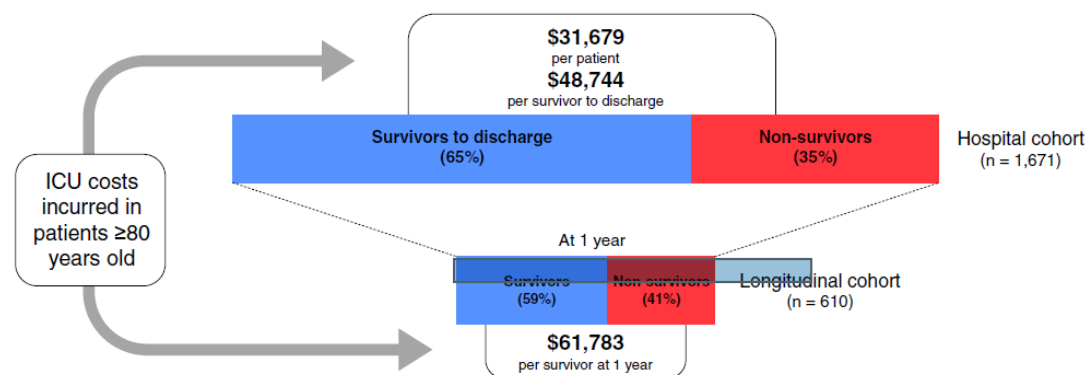 $31,679
per patient
$48,744
per survivor to discharge
Survivors to discharge
(65%)
Non-survivors
(35%)
Hospital cohort
(n = 1,671)
ICU costs
incurred in
patients ≥80
years old
At 1 year
Survivors
(59%)
Non-survivors
(41%)
Longitudinal cohort
(n = 610)
$61,783
per survivor at 1 year